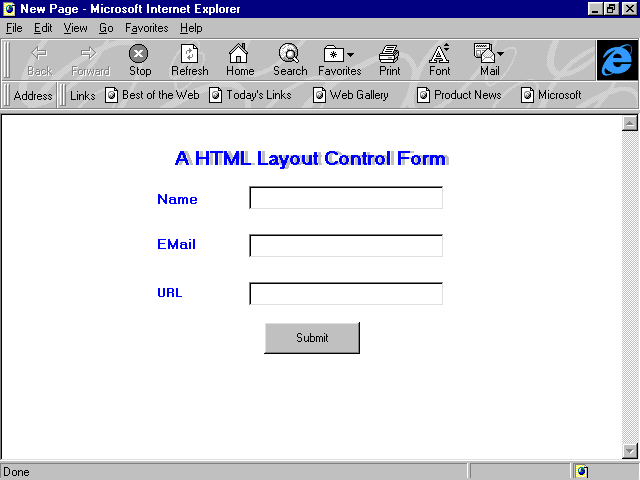 New Page - Microsoft Internet Explorer
File Edit View Go Favorites Help
Back Forward Stop Refresh Home Search Favorites Print Font Mail
Address Links Best of the Web Today's Links Web Gallery Product News Microsoft
A HTML Layout Control Form
Name
EMail
URL
Submit
Done